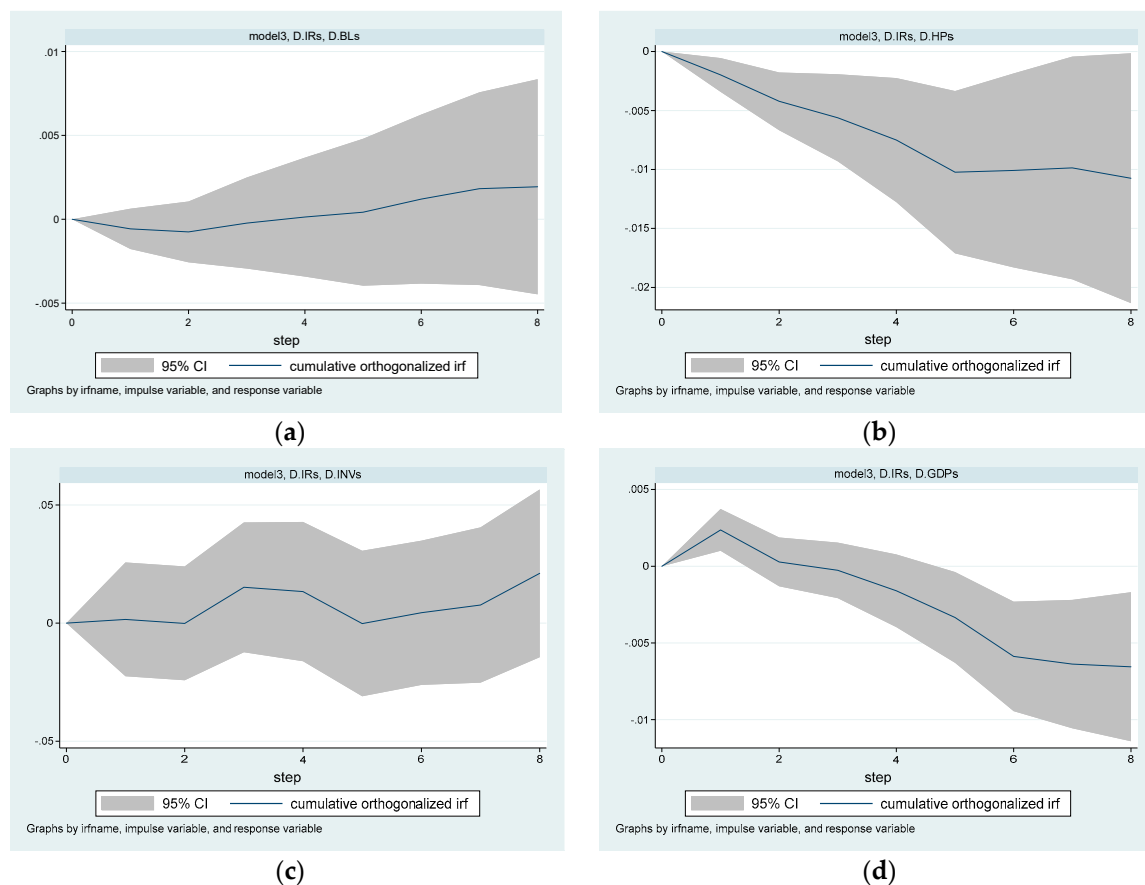 model3, D.IRs, D.BLs
.01
.005
0
-.005
0 2 4 6 8
step
95% CI cumulative orthogonalized irf
Graphs by irfname, impulse variable, and response variable
(a)
model3, D.IRs, D.HPs
0
-.005
-.01
-.015
-.02
0 2 4 6 8
step
95% CI cumulative orthogonalized irf
Graphs by irfname, impulse variable, and response variable
(b)
model3, D.IRs, D.INVs
.05
0
-.05
0 2 4 6 8
step
95% CI cumulative orthogonalized irf
Graphs by irfname, impulse variable, and response variable
(c)
model3, D.IRs, D.GDPs
.005
0
-.005
-.01
0 2 4 6 8
step
95% CI cumulative orthogonalized irf
Graphs by irfname, impulse variable, and response variable
(d)